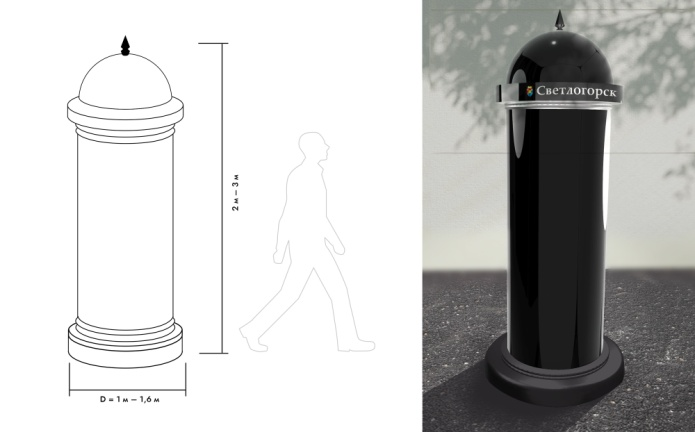 2 м – 3 м
D = 1 м – 1,6 м
Светлогорск